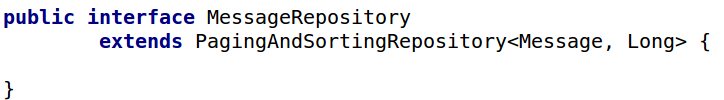 public interface MessageRepository
        extends PagingAndSortingRepository<Message, Long> {
}